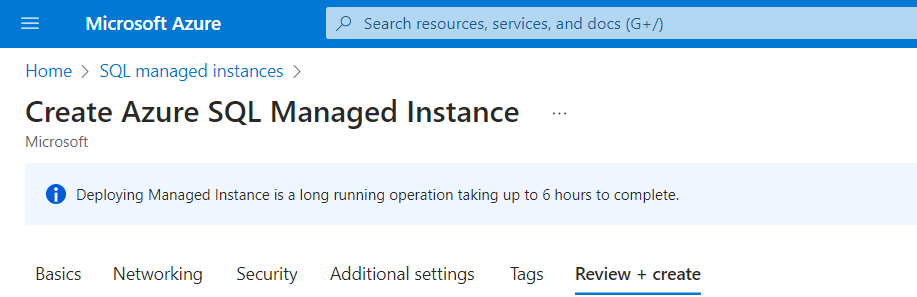 Microsoft Azure
Search resources, services, and docs (G+/)
Home > SQL managed instances >
Create Azure SQL Managed Instance ...
Microsoft
Deploying Managed Instance is a long running operation taking up to 6 hours to complete.
Basics Networking Security Additional settings Tags Review + create